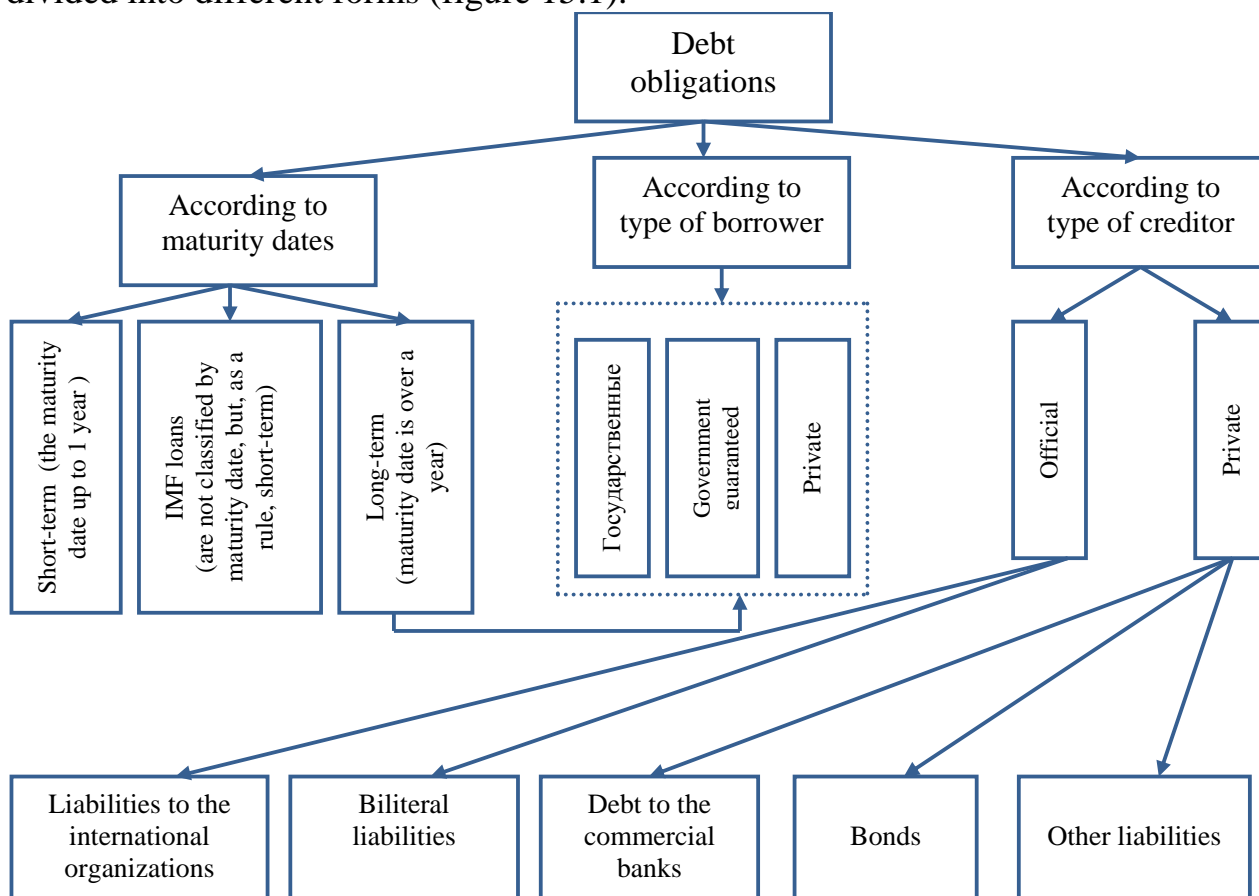 divided into different forms (figure 13.1).
Debt
obligations
According to
maturity dates
According to
type of borrower
According to
type of creditor
Short-term (the maturity
date up to 1 year )
IMF loans
(are not classified by
maturity date, but, as a
rule, short-term)
Long-term
(maturity date is over a
year)
Государственные
Government
guaranteed
Private
Official
Private
Liabilities to the
international
organizations
Biliteral
liabilities
Debt to the
commercial
banks
Bonds
Other liabilities